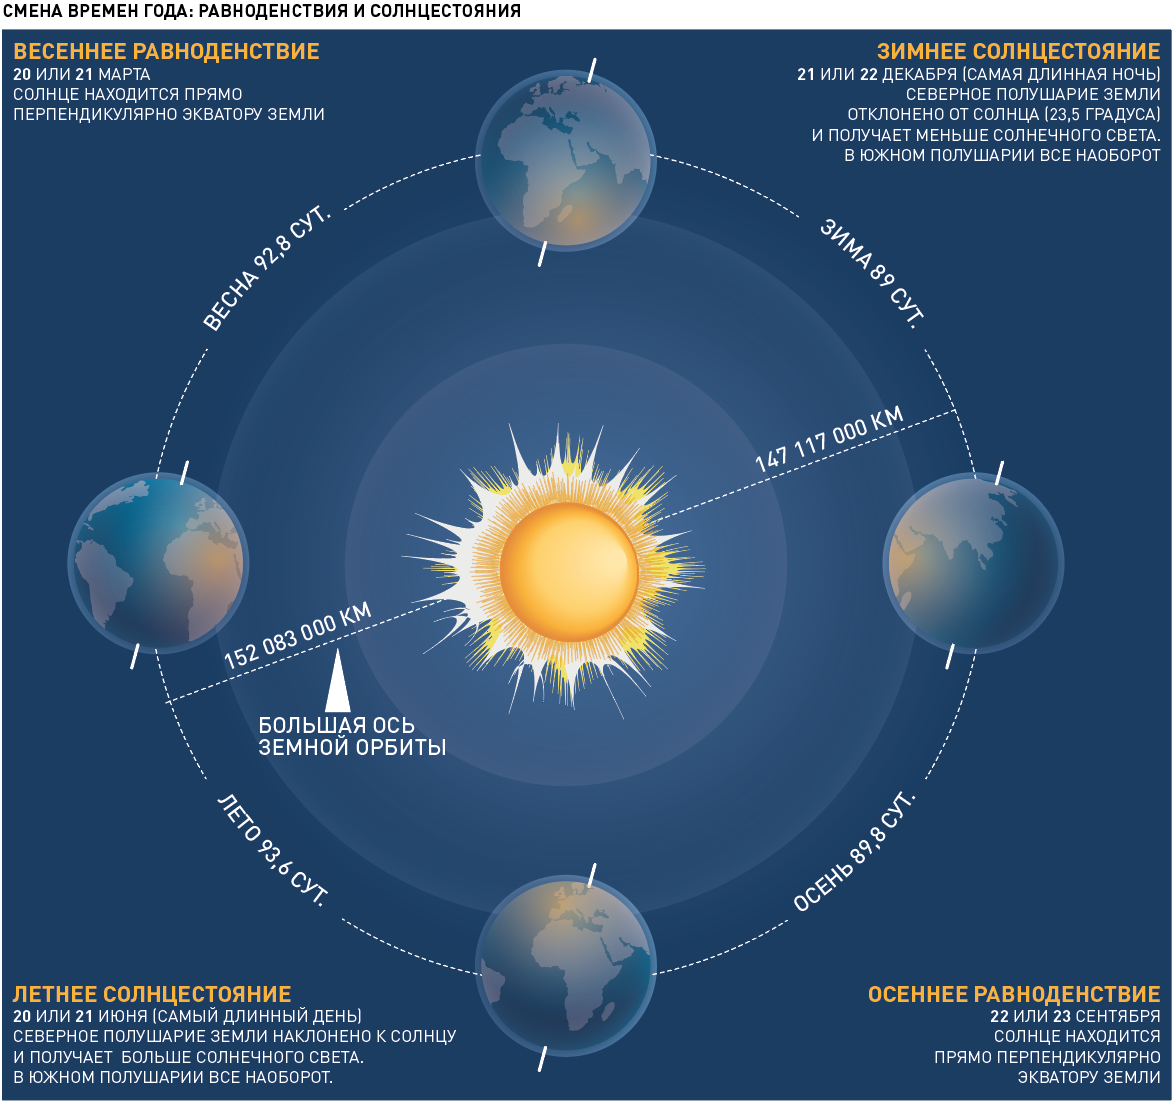 СМЕНА ВРЕМЕН ГОДА: РАВНОДЕНСТВИЯ И СОЛНЦЕСТОЯНИЯ
ВЕСЕННЕЕ РАВНОДЕНСТВИЕ
20 ИЛИ 21 МАРТА
СОЛНЦЕ НАХОДИТСЯ ПРЯМО
ПЕРПЕНДИКУЛЯРНО ЭКВАТОРУ ЗЕМЛИ
ЗИМНЕЕ СОЛНЦЕСТОЯНИЕ
21 ИЛИ 22 ДЕКАБРЯ (САМАЯ ДЛИННАЯ НОЧЬ)
СЕВЕРНОЕ ПОЛУШАРИЕ ЗЕМЛИ
ОТКЛОНЕНО ОТ СОЛНЦА (23,5 ГРАДУСА)
И ПОЛУЧАЕТ МЕНЬШЕ СОЛНЕЧНОГО СВЕТА.
В ЮЖНОМ ПОЛУШАРИИ ВСЕ НАОБОРОТ
ВЕСНА 92,8 СУТ.
ЗИМА 89 СУТ.
147 117 000 КМ
152 083 000 КМ
БОЛЬШАЯ ОСЬ
ЗЕМНОЙ ОРБИТЫ
ЛЕТО 93,6 СУТ.
ОСЕНЬ 89,8 СУТ.
ЛЕТНЕЕ СОЛНЦЕСТОЯНИЕ
20 ИЛИ 21 ИЮНЯ (САМЫЙ ДЛИННЫЙ ДЕНЬ)
СЕВЕРНОЕ ПОЛУШАРИЕ ЗЕМЛИ НАКЛОНЕНО К СОЛНЦУ
И ПОЛУЧАЕТ БОЛЬШЕ СОЛНЕЧНОГО СВЕТА.
В ЮЖНОМ ПОЛУШАРИИ ВСЕ НАОБОРОТ.
ОСЕННЕЕ РАВНОДЕНСТВИЕ
22 ИЛИ 23 СЕНТЯБРЯ
СОЛНЦЕ НАХОДИТСЯ
ПРЯМО ПЕРПЕНДИКУЛЯРНО
ЭКВАТОРУ ЗЕМЛИ